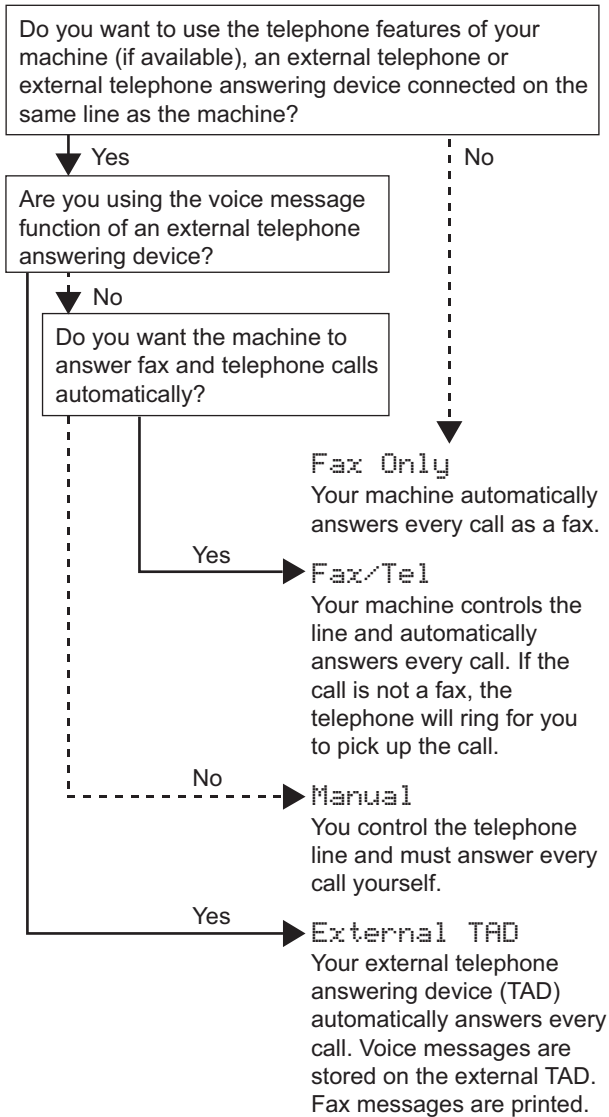 Do you want to use the telephone features of your
machine (if available), an external telephone or
external telephone answering device connected on the
same line as the machine?
Yes
No
Are you using the voice message
function of an external telephone
answering device?
No
Do you want the machine to
answer fax and telephone calls
automatically?
Fax Only
Your machine automatically
answers every call as a fax.
Yes
Fax/Tel
Your machine controls the
line and automatically
answers every call. If the
call is not a fax, the
telephone will ring for you
to pick up the call.
No
Manual
You control the telephone
line and must answer every
call yourself.
Yes
External TAD
Your external telephone
answering device (TAD)
automatically answers every
call. Voice messages are
stored on the external TAD.
Fax messages are printed.